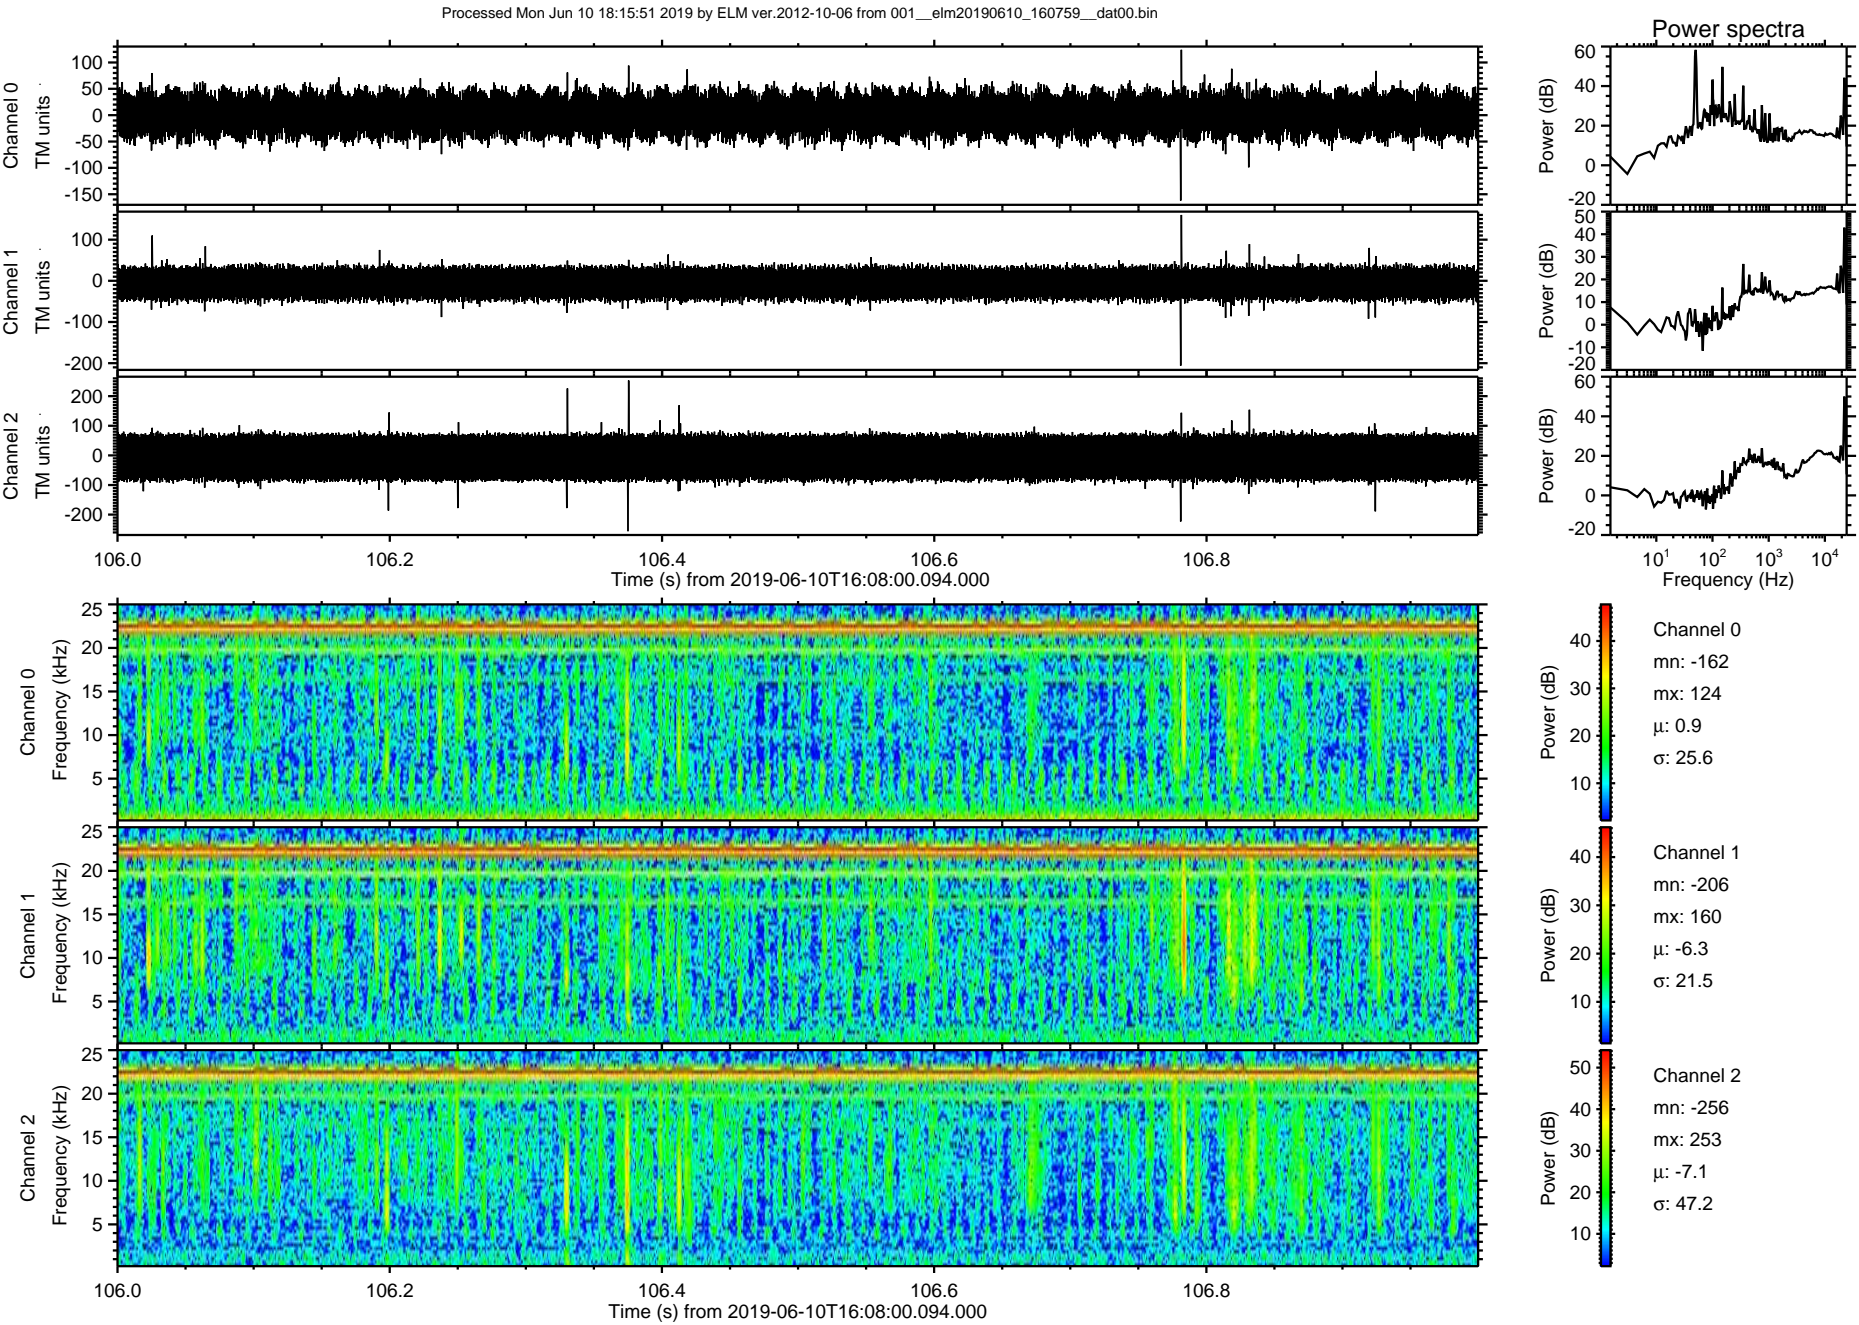 Processed Mon Jun 10 18:15:51 2019 by ELM ver.2012-10-06 from 001__elm20190610_160759__dat00.bin
Power spectra
Channel 0
TM units
100
50
0
-50
-100
-150
Power (dB)
60
40
20
0
-20
Channel 1
TM units
100
0
-100
-200
Power (dB)
50
40
30
20
10
0
-10
-20
Channel 2
TM units
200
100
0
-100
-200
Power (dB)
60
40
20
0
-20
106.0 106.2 106.4 106.6 106.8
Time (s) from 2019-06-10T16:08:00.094.000
10¹ 10² 10³ 10⁴
Frequency (Hz)
Channel 0
Frequency (kHz)
25
20
15
10
5
Power (dB)
40
30
20
10
Channel 0
mn: -162
mx: 124
μ: 0.9
σ: 25.6
Channel 1
Frequency (kHz)
25
20
15
10
5
Power (dB)
40
30
20
10
Channel 1
mn: -206
mx: 160
μ: -6.3
σ: 21.5
Channel 2
Frequency (kHz)
25
20
15
10
5
Power (dB)
50
40
30
20
10
Channel 2
mn: -256
mx: 253
μ: -7.1
σ: 47.2
106.0 106.2 106.4 106.6 106.8
Time (s) from 2019-06-10T16:08:00.094.000